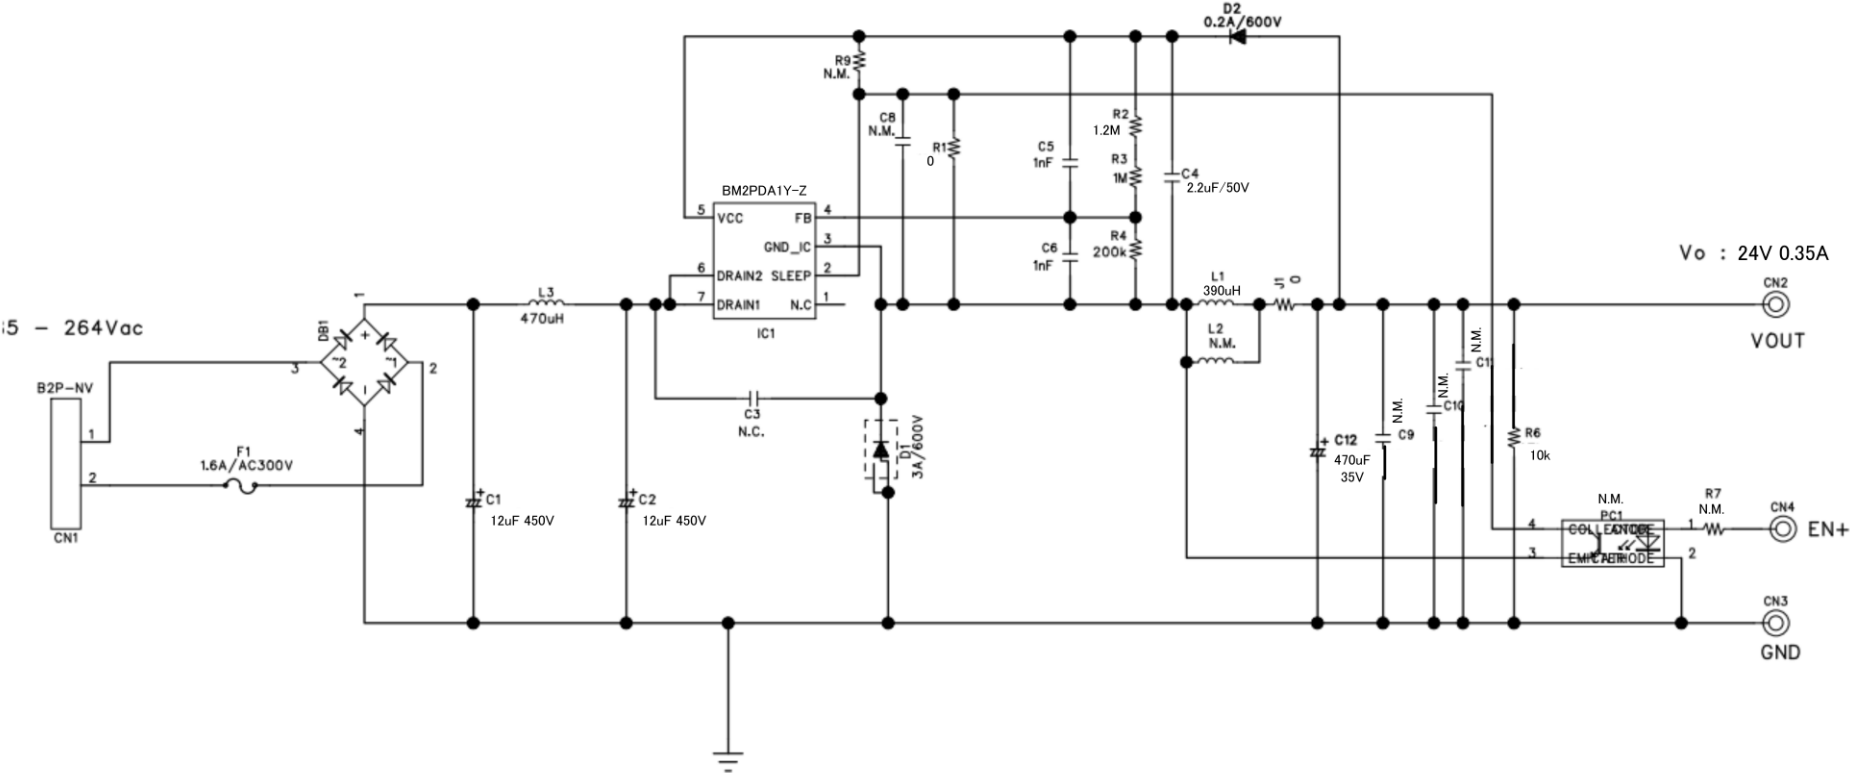 D2
0.2A/600V
R9
N.M.
C8
N.M.
R1
0
R2
1.2M
C5
1nF
R3
1M
C4
2.2uF/50V
BM2PDA1Y-Z
5 VCC FB 4
GND_IC 3
6 DRAIN2 SLEEP 2
7 DRAIN1 N.C 1
IC1
C6
1nF
R4
200k
Vo : 24V 0.35A
CN2
VOUT
L1
390uH
J1
0
L2
N.M.
L3
470uH
5 - 264Vac
DB1
1
+
~2 ~1
3
2
-
4
B2P-NV
1
2
CN1
F1
1.6A/AC300V
C3
N.C.
D1
3A/600V
+
C1
12uF 450V
+
C2
12uF 450V
+
C12
470uF
35V
N.M.
C9
N.M.
C10
N.M.
R6
10k
N.M.
PC1
4
3
1
2
R7
N.M.
CN4
EN+
CN3
GND